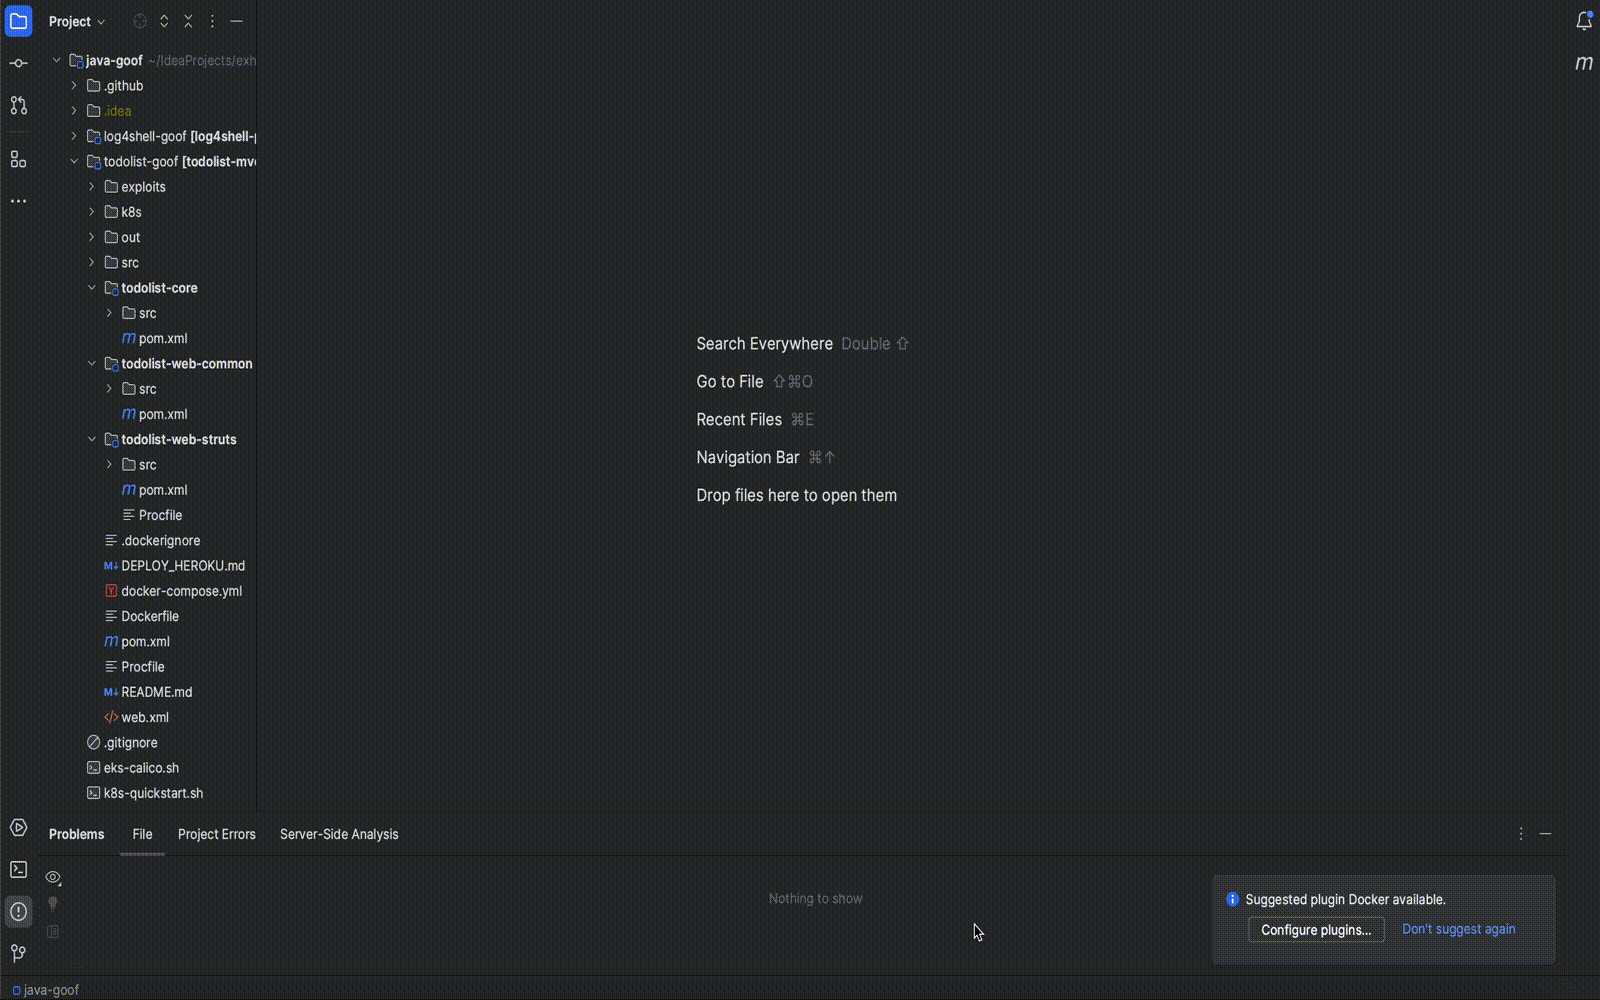 Project
java-goof ~/IdeaProjects/exh
.github
.idea
log4shell-goof [log4shell-
todolist-goof [todolist-mv
exploits
k8s
out
src
todolist-core
src
m pom.xml
todolist-web-common
src
m pom.xml
todolist-web-struts
src
m pom.xml
Procfile
.dockerignore
M↓ DEPLOY_HEROKU.md
Y docker-compose.yml
Dockerfile
m pom.xml
Procfile
M↓ README.md
</> web.xml
.gitignore
eks-calico.sh
k8s-quickstart.sh
m
Search Everywhere Double ⇧
Go to File ⇧⌘O
Recent Files ⌘E
Navigation Bar ⌘↑
Drop files here to open them
Problems File Project Errors Server-Side Analysis
Nothing to show
Suggested plugin Docker available.
Configure plugins... Don't suggest again
java-goof